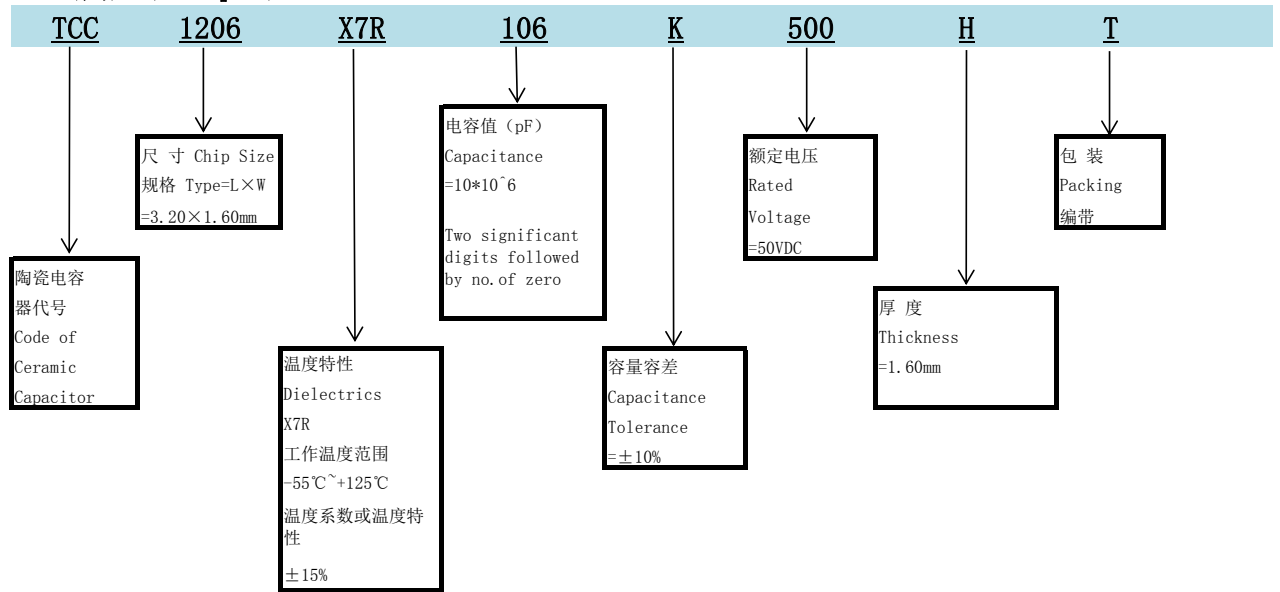 TCC 1206 X7R 106 K 500 H T
陶瓷电容
器代号
Code of
Ceramic
Capacitor
尺 寸 Chip Size
规格 Type=L×W
=3.20×1.60mm
温度特性
Dielectrics
X7R
工作温度范围
-55℃~+125℃
温度系数或温度特
性
±15%
电容值（pF）
Capacitance
=10*10^6
Two significant
digits followed
by no.of zero
容量容差
Capacitance
Tolerance
=±10%
额定电压
Rated
Voltage
=50VDC
厚 度
Thickness
=1.60mm
包 装
Packing
编带